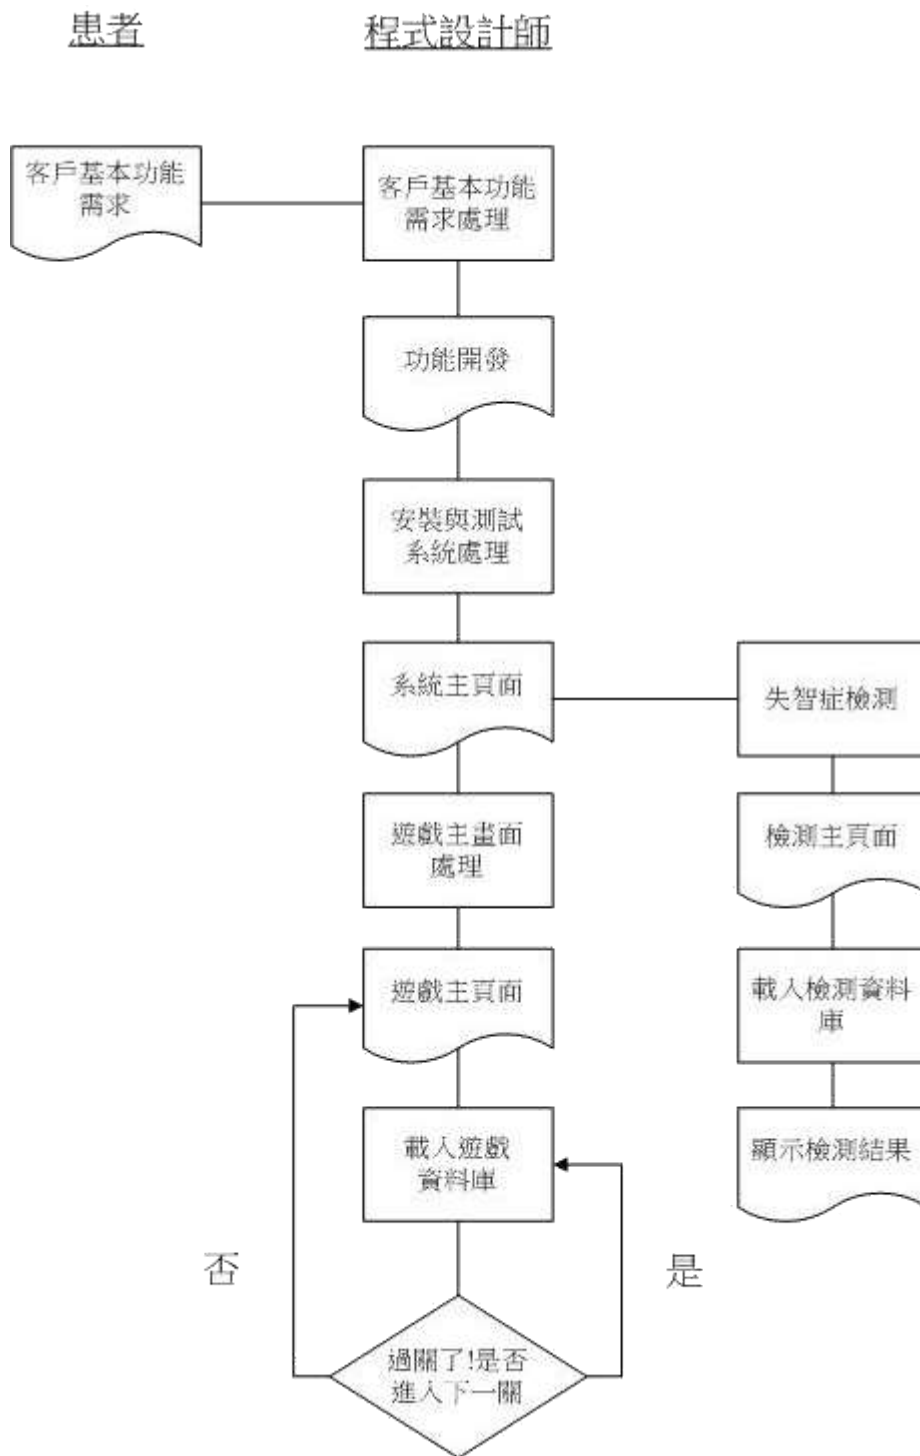 患者
程式設計師
客戶基本功能
需求
客戶基本功能
需求處理
功能開發
安裝與測試
系統處理
系統主頁面
失智症檢測
遊戲主畫面
處理
檢測主頁面
遊戲主頁面
載入檢測資料
庫
載入遊戲
資料庫
顯示檢測結果
否
是
過關了!是否
進入下一關